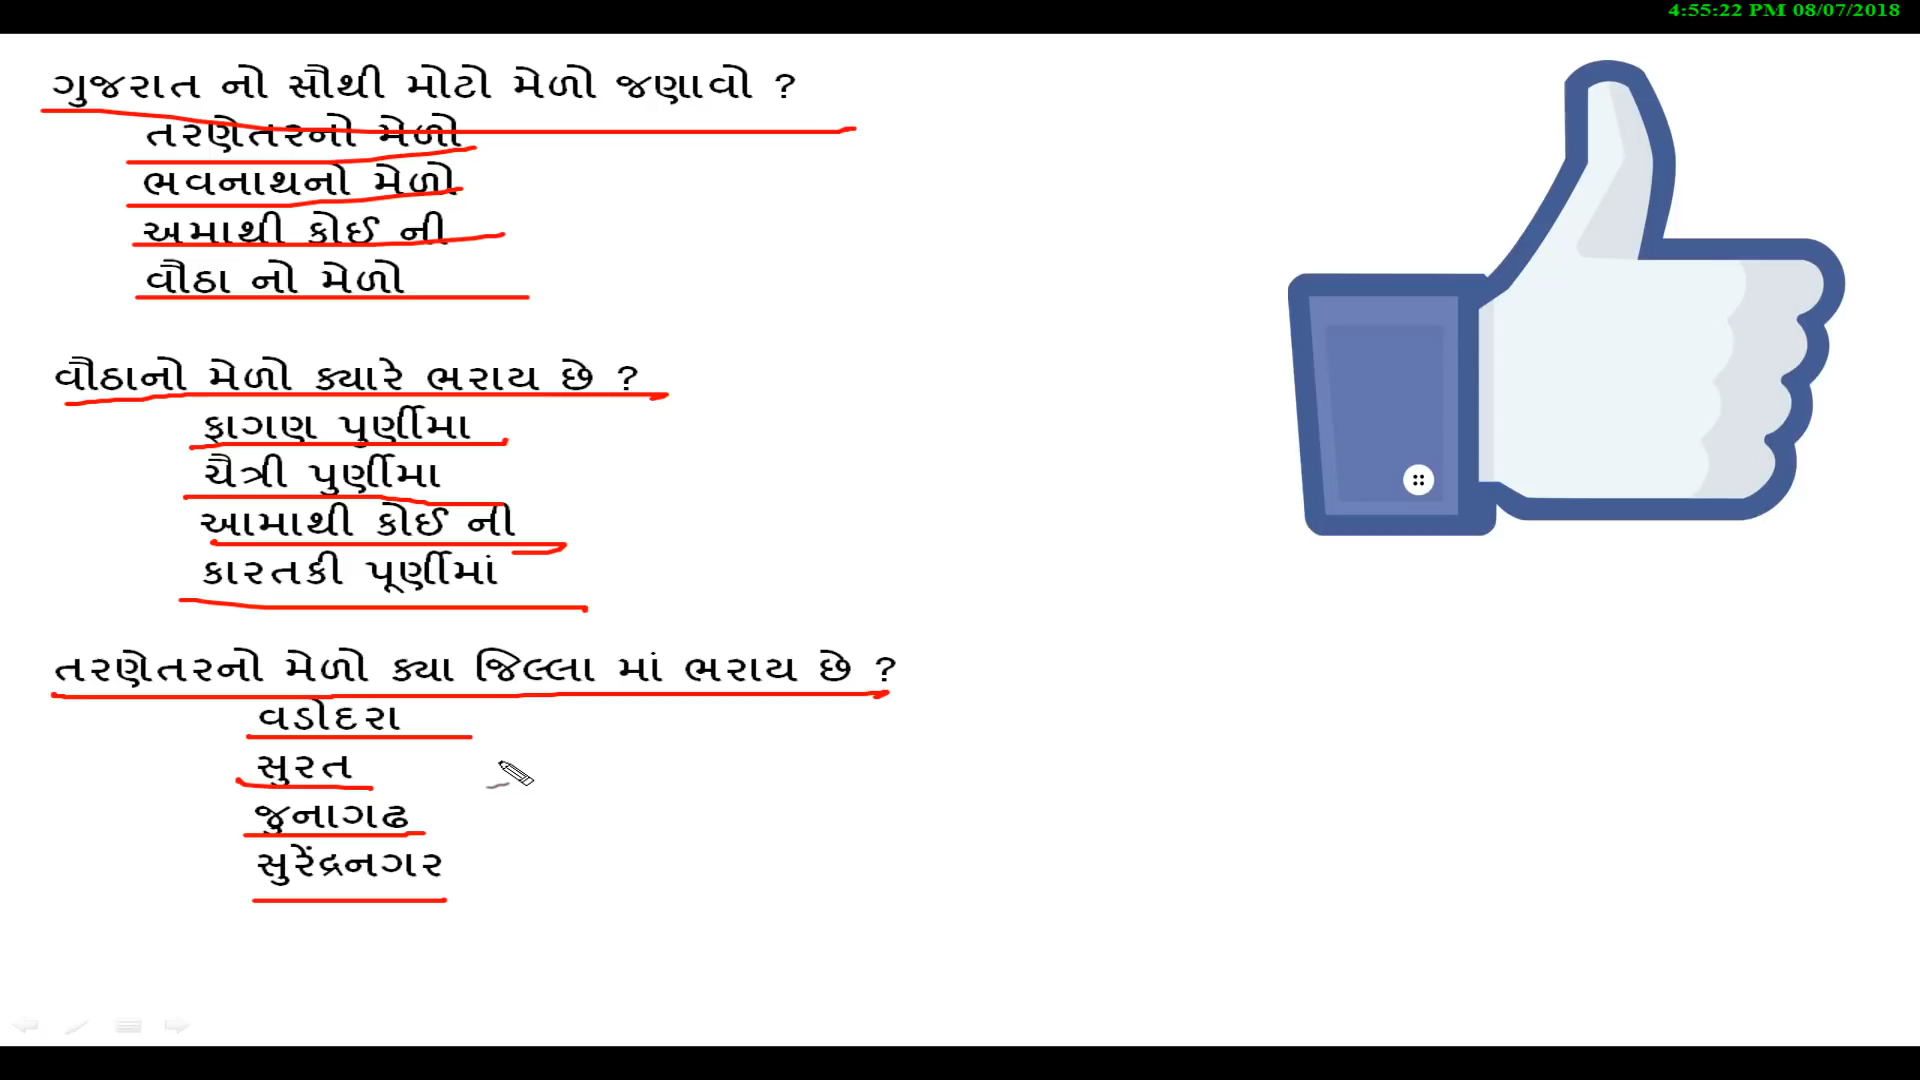 4:55:22 PM 08/07/2018
ગુજરાત નો સૌથી મોટો મેળો જણાવો ?
તરણેતરનો મેળો
ભવનાથનો મેળો
અમાથી કોઈ ની
વૌઠા નો મેળો
વૌઠાનો મેળો ક્યારે ભરાય છે ?
ફાગણ પુર્ણીમા
ચૈત્રી પુર્ણીમા
આમાથી કોઈ ની
કારતકી પૂર્ણીમાં
તરણેતરનો મેળો ક્યા જિલ્લા માં ભરાય છે ?
વડોદરા
સુરત
જુનાગઢ
સુરેંદ્રનગર